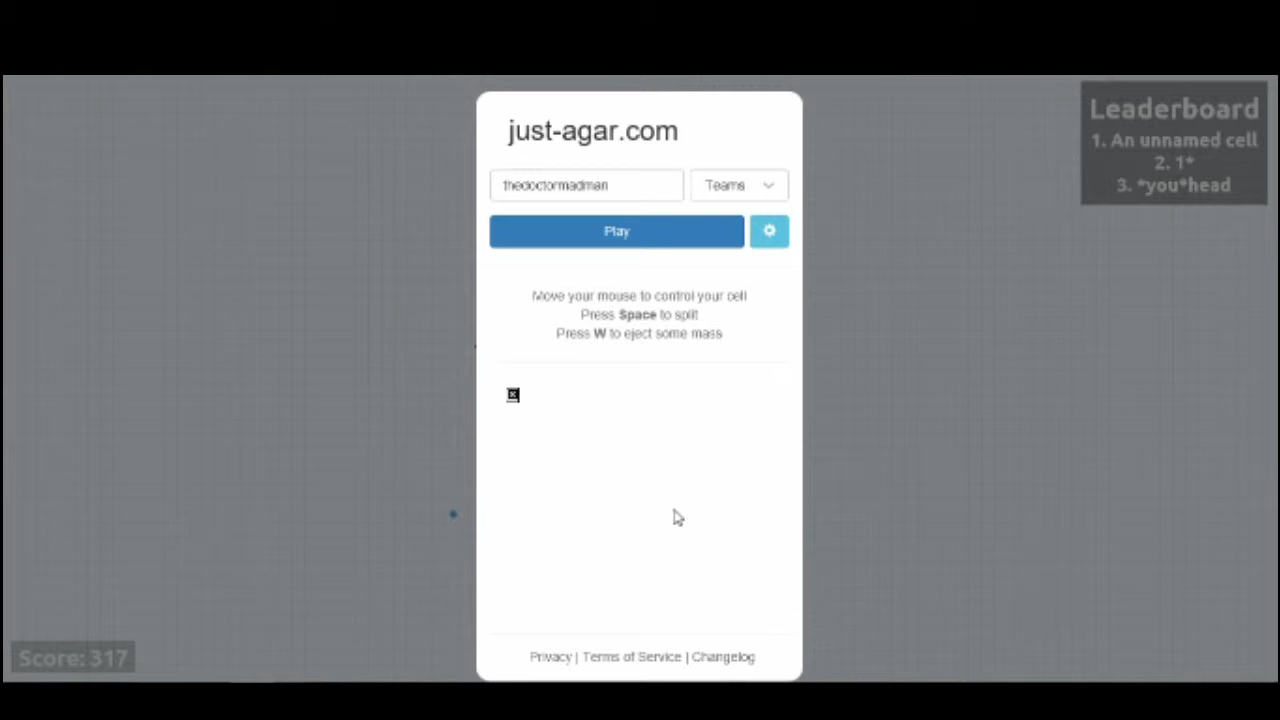 just-agar.com
thedoctormadman
Teams
Play
Move your mouse to control your cell
Press Space to split
Press W to eject some mass
Privacy | Terms of Service | Changelog
Leaderboard
1. An unnamed cell
2. 1*
3. *you*head
Score: 317